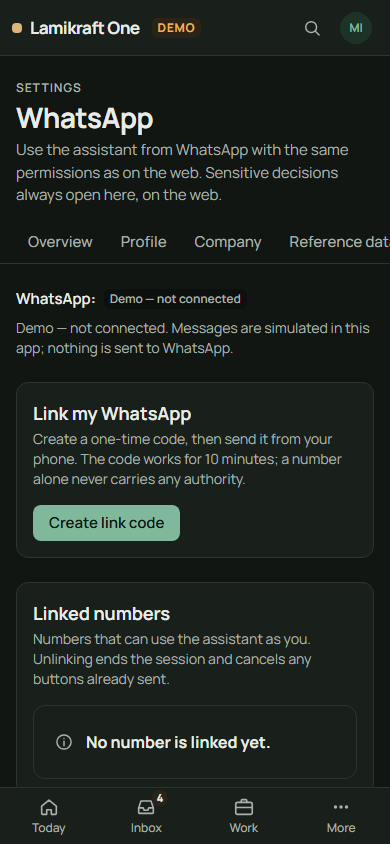 Lamikraft One DEMO MI
SETTINGS
WhatsApp
Use the assistant from WhatsApp with the same
permissions as on the web. Sensitive decisions
always open here, on the web.
Overview Profile Company Reference data
WhatsApp: Demo — not connected
Demo — not connected. Messages are simulated in this
app; nothing is sent to WhatsApp.
Link my WhatsApp
Create a one-time code, then send it from your
phone. The code works for 10 minutes; a number
alone never carries any authority.
Create link code
Linked numbers
Numbers that can use the assistant as you.
Unlinking ends the session and cancels any
buttons already sent.
No number is linked yet.
4
Today Inbox Work More